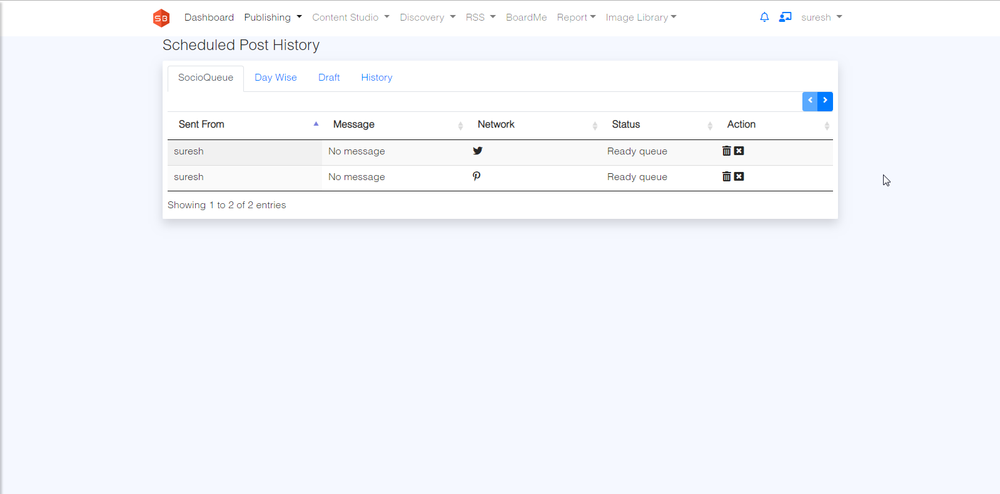 SB Dashboard Publishing Content Studio Discovery RSS BoardMe Report Image Library suresh
Scheduled Post History
SocioQueue Day Wise Draft History
Sent From Message Network Status Action
suresh No message Ready queue
suresh No message Ready queue
Showing 1 to 2 of 2 entries